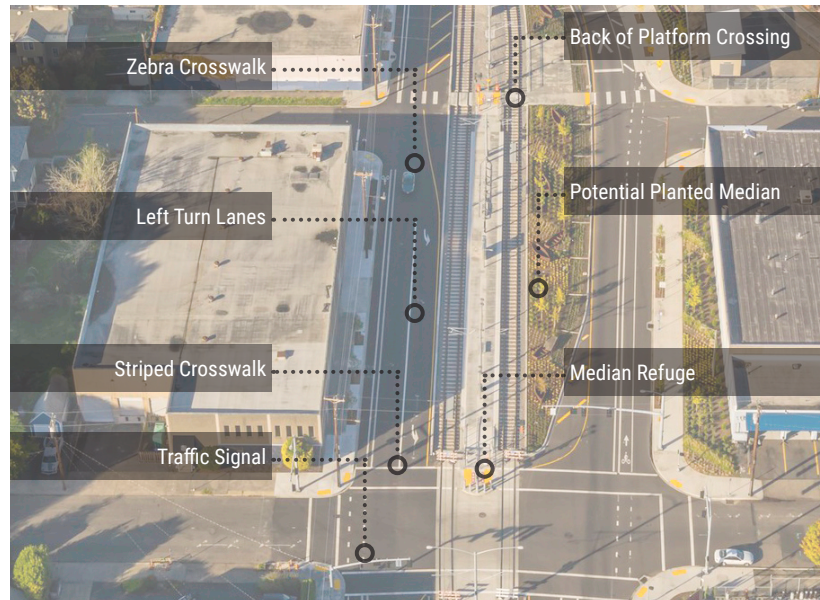 Back of Platform Crossing
Zebra Crosswalk
Potential Planted Median
Left Turn Lanes
Striped Crosswalk
Median Refuge
Traffic Signal